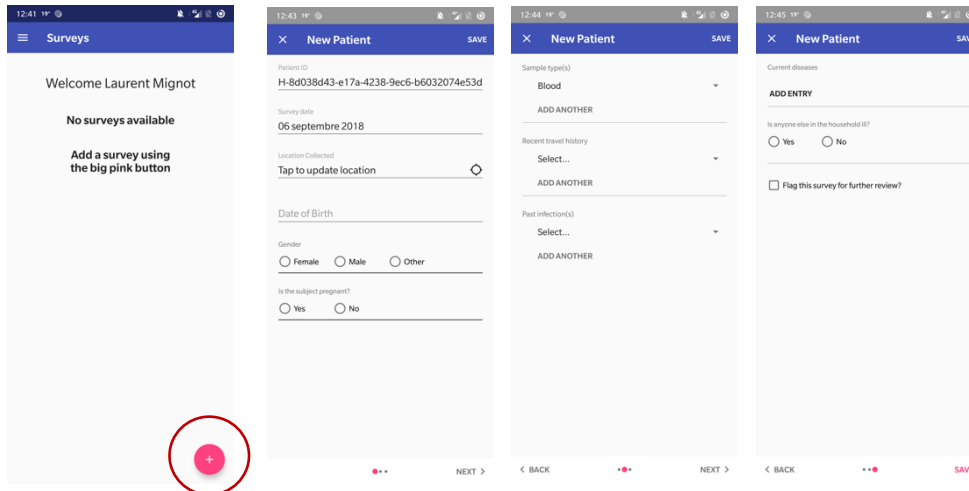 12:41 19°
Surveys
Welcome Laurent Mignot
No surveys available
Add a survey using
the big pink button
+
12:43 19°
New Patient SAVE
Patient ID
H-8d038d43-e17a-4238-9ec6-b6032074e53d
Survey date
06 septembre 2018
Location Collected
Tap to update location
Date of Birth
Gender
Female Male Other
Is the subject pregnant?
Yes No
NEXT >
12:44 19°
New Patient SAVE
Sample type(s)
Blood
ADD ANOTHER
Recent travel history
Select...
ADD ANOTHER
Past infection(s)
Select...
ADD ANOTHER
< BACK NEXT >
12:45 19°
New Patient SAV
Current diseases
ADD ENTRY
Is anyone else in the household ill?
Yes No
Flag this survey for further review?
< BACK SAV